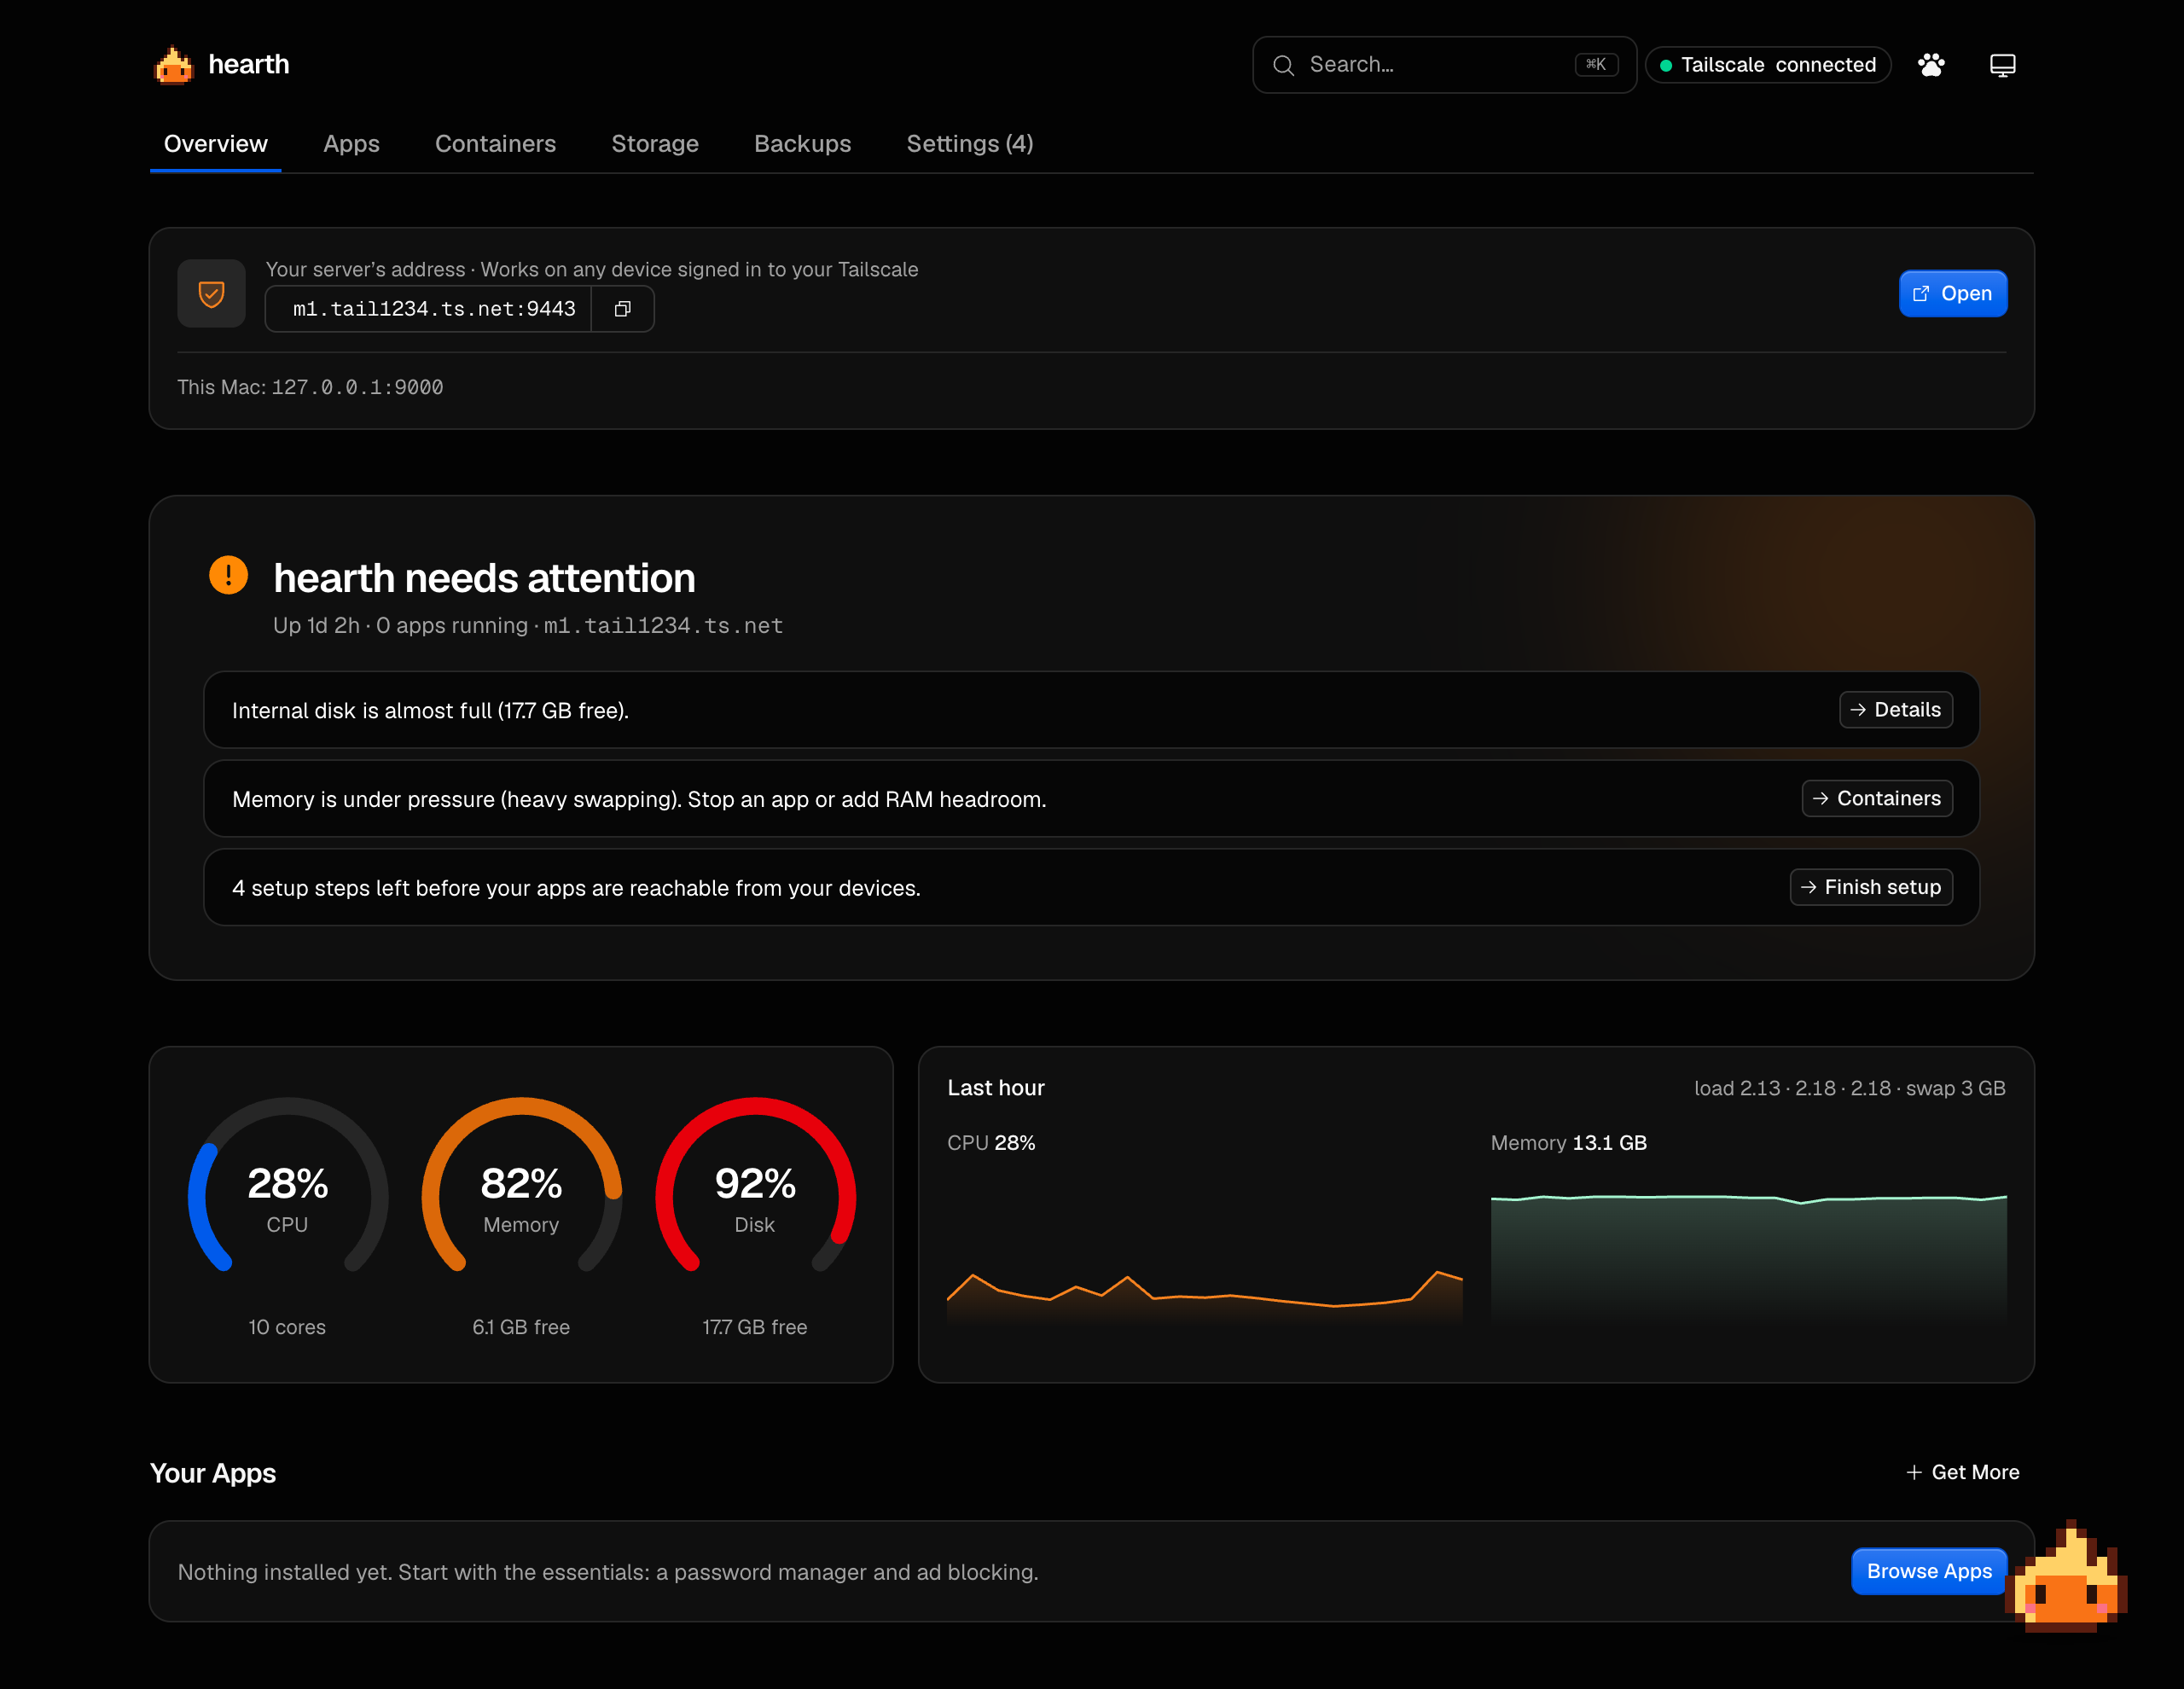 hearth
Search...
⌘K
Tailscale connected
Overview
Apps
Containers
Storage
Backups
Settings (4)
Your server’s address · Works on any device signed in to your Tailscale
m1.tail1234.ts.net:9443
Open
This Mac: 127.0.0.1:9000
hearth needs attention
Up 1d 2h · 0 apps running · m1.tail1234.ts.net
Internal disk is almost full (17.7 GB free).
→ Details
Memory is under pressure (heavy swapping). Stop an app or add RAM headroom.
→ Containers
4 setup steps left before your apps are reachable from your devices.
→ Finish setup
28%
CPU
10 cores
82%
Memory
6.1 GB free
92%
Disk
17.7 GB free
Last hour
load 2.13 · 2.18 · 2.18 · swap 3 GB
CPU 28%
Memory 13.1 GB
Your Apps
+ Get More
Nothing installed yet. Start with the essentials: a password manager and ad blocking.
Browse Apps